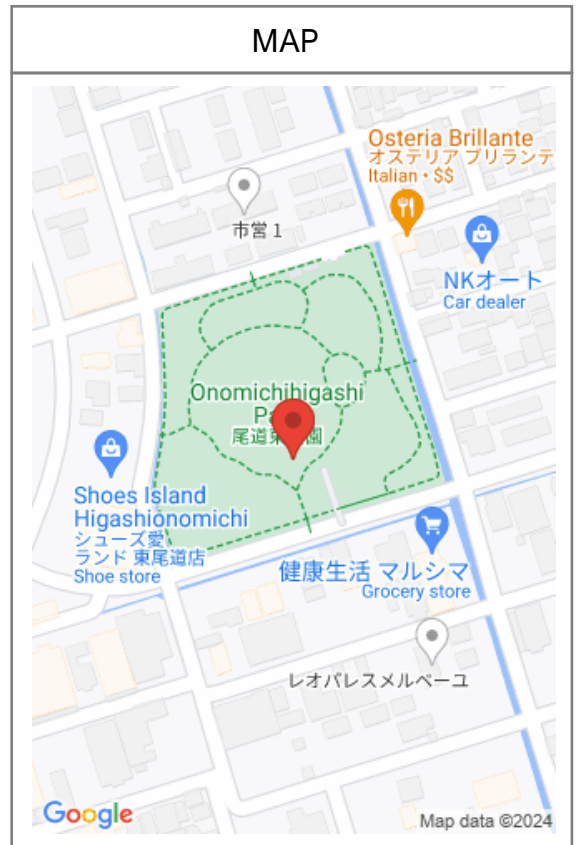 MAP
Osteria Brillante
オステリア ブリランテ
Italian • $$
市営 1
NKオート
Car dealer
Onomichihigashi
尾道東 園
Shoes Island
Higashionomichi
シューズ愛
ランド 東尾道店
Shoe store
健康生活 マルシマ
Grocery store
レオパレスメルベーユ
Google
Map data ©2024